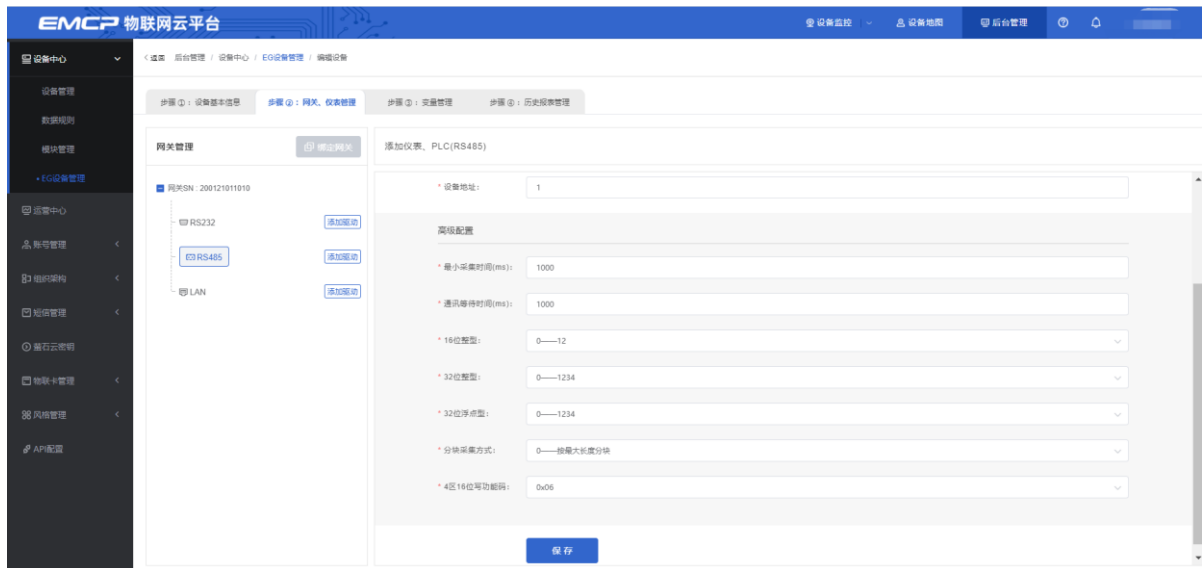 EMCP 物联网云平台
设备监控 设备地图 后台管理
设备中心
设备管理
数据规则
模块管理
•EG设备管理
运营中心
账号管理
组织架构
短信管理
萤石云密钥
物联卡管理
风格管理
API配置
<返回 后台管理 / 设备中心 / EG设备管理 / 编辑设备
步骤①：设备基本信息 步骤②：网关、仪表管理 步骤③：变量管理 步骤④：历史报表管理
网关管理 绑定网关
网关SN : 200121011010
RS232 添加驱动
RS485 添加驱动
LAN 添加驱动
添加仪表、PLC(RS485)
* 设备地址： 1
高级配置
* 最小采集时间(ms)： 1000
* 通讯等待时间(ms)： 1000
* 16位整型： 0——12
* 32位整型： 0——1234
* 32位浮点型： 0——1234
* 分块采集方式： 0——按最大长度分块
* 4区16位写功能码： 0x06
保存